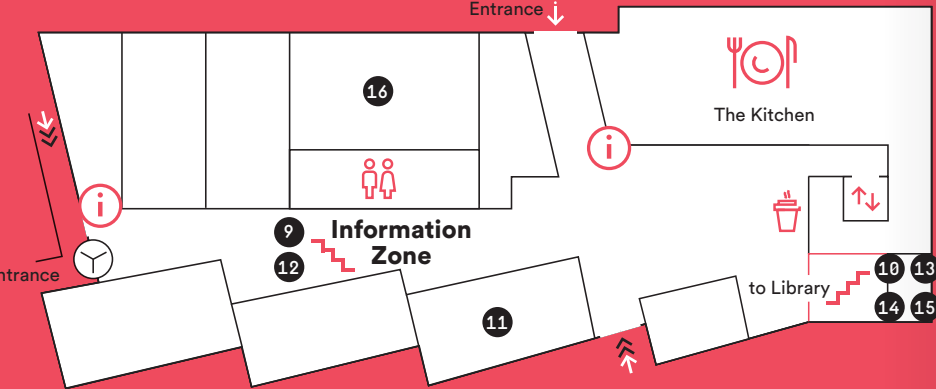 Entrance
16
The Kitchen
i
i
9
Information
Zone
12
ntrance
to Library
10
13
14
15
11